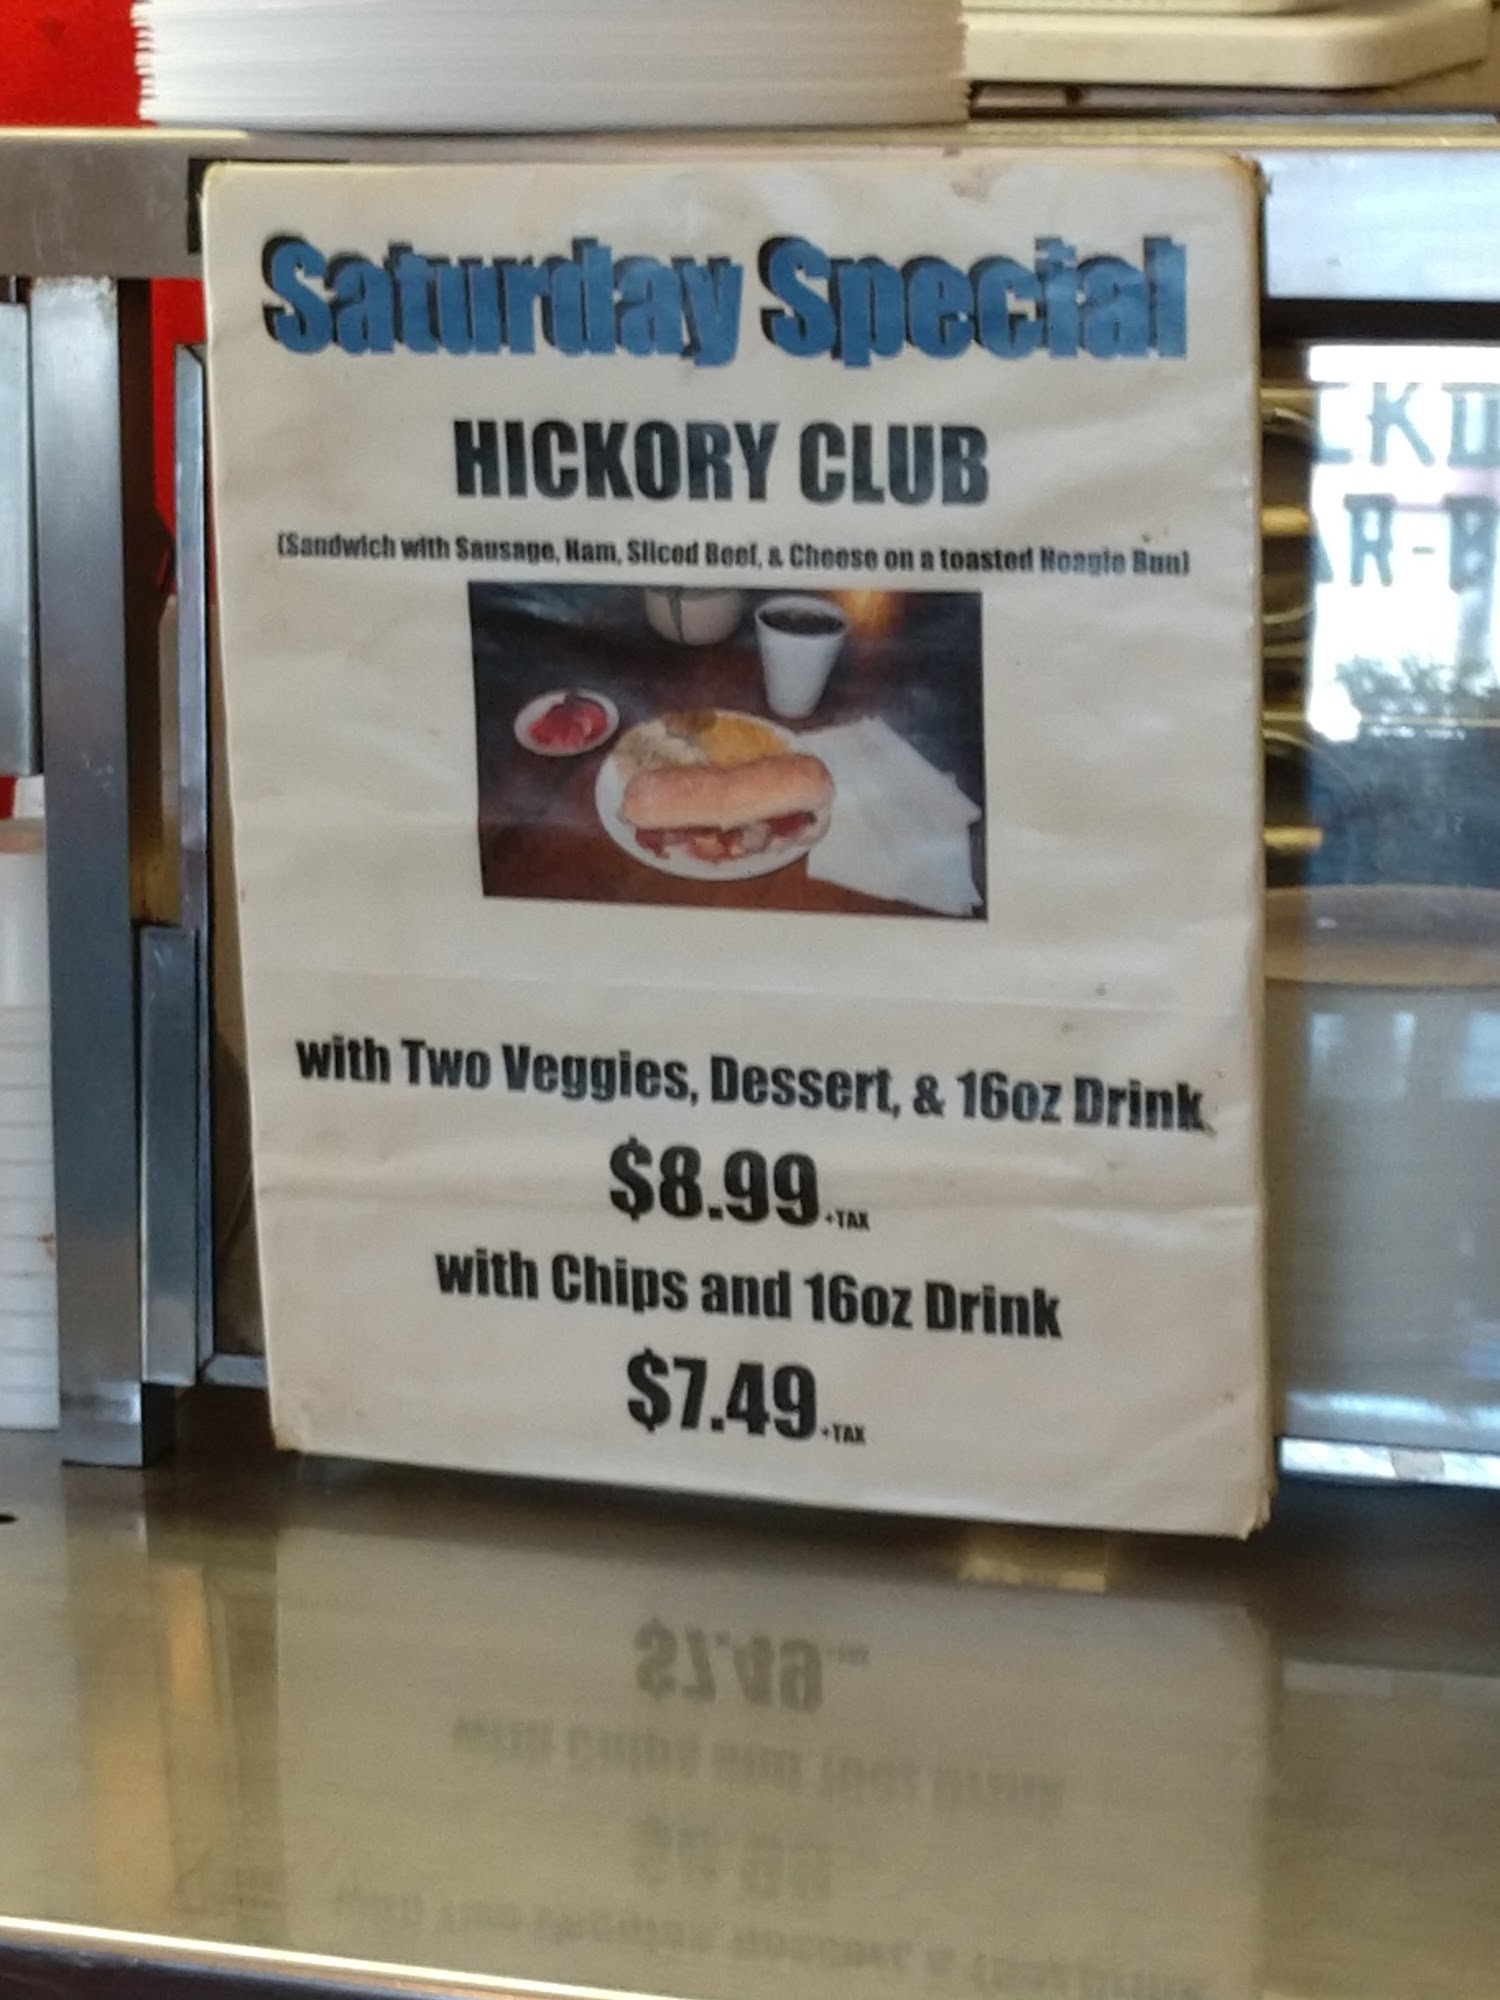 Saturday Special
HICKORY CLUB
(Sandwich with Sausage, Ham, Sliced Beef, & Cheese on a toasted Hoagie Bun)
with Two Veggies, Dessert, & 16oz Drink
$8.99 +TAX
with Chips and 16oz Drink
$7.49 +TAX